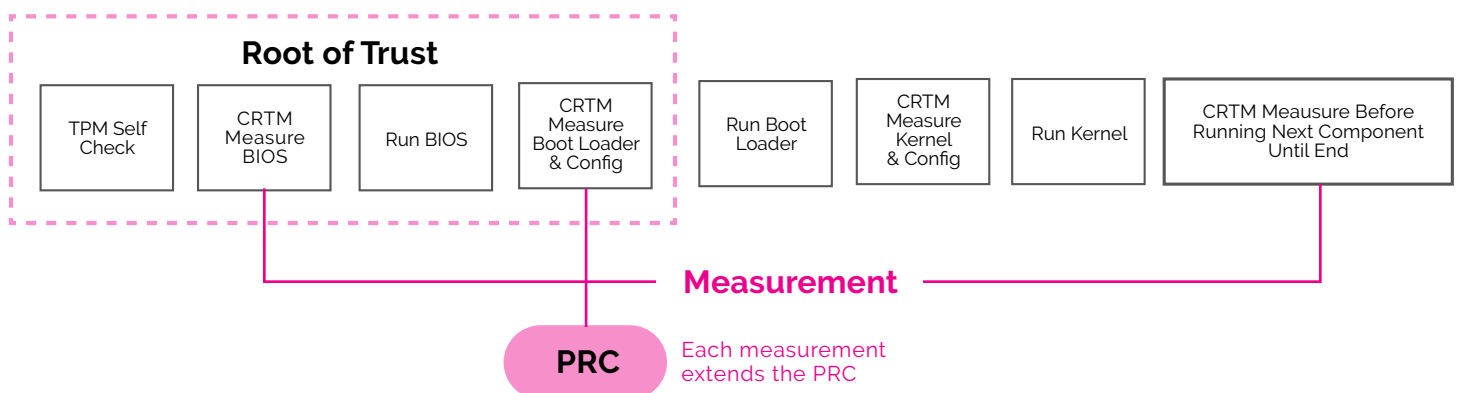 Root of Trust
TPM Self
Check
CRTM
Measure
BIOS
Run BIOS
CRTM
Measure
Boot Loader
& Config
Run Boot
Loader
CRTM
Measure
Kernel
& Config
Run Kernel
CRTM Meausure Before
Running Next Component
Until End
Measurement
PRC
Each measurement
extends the PRC